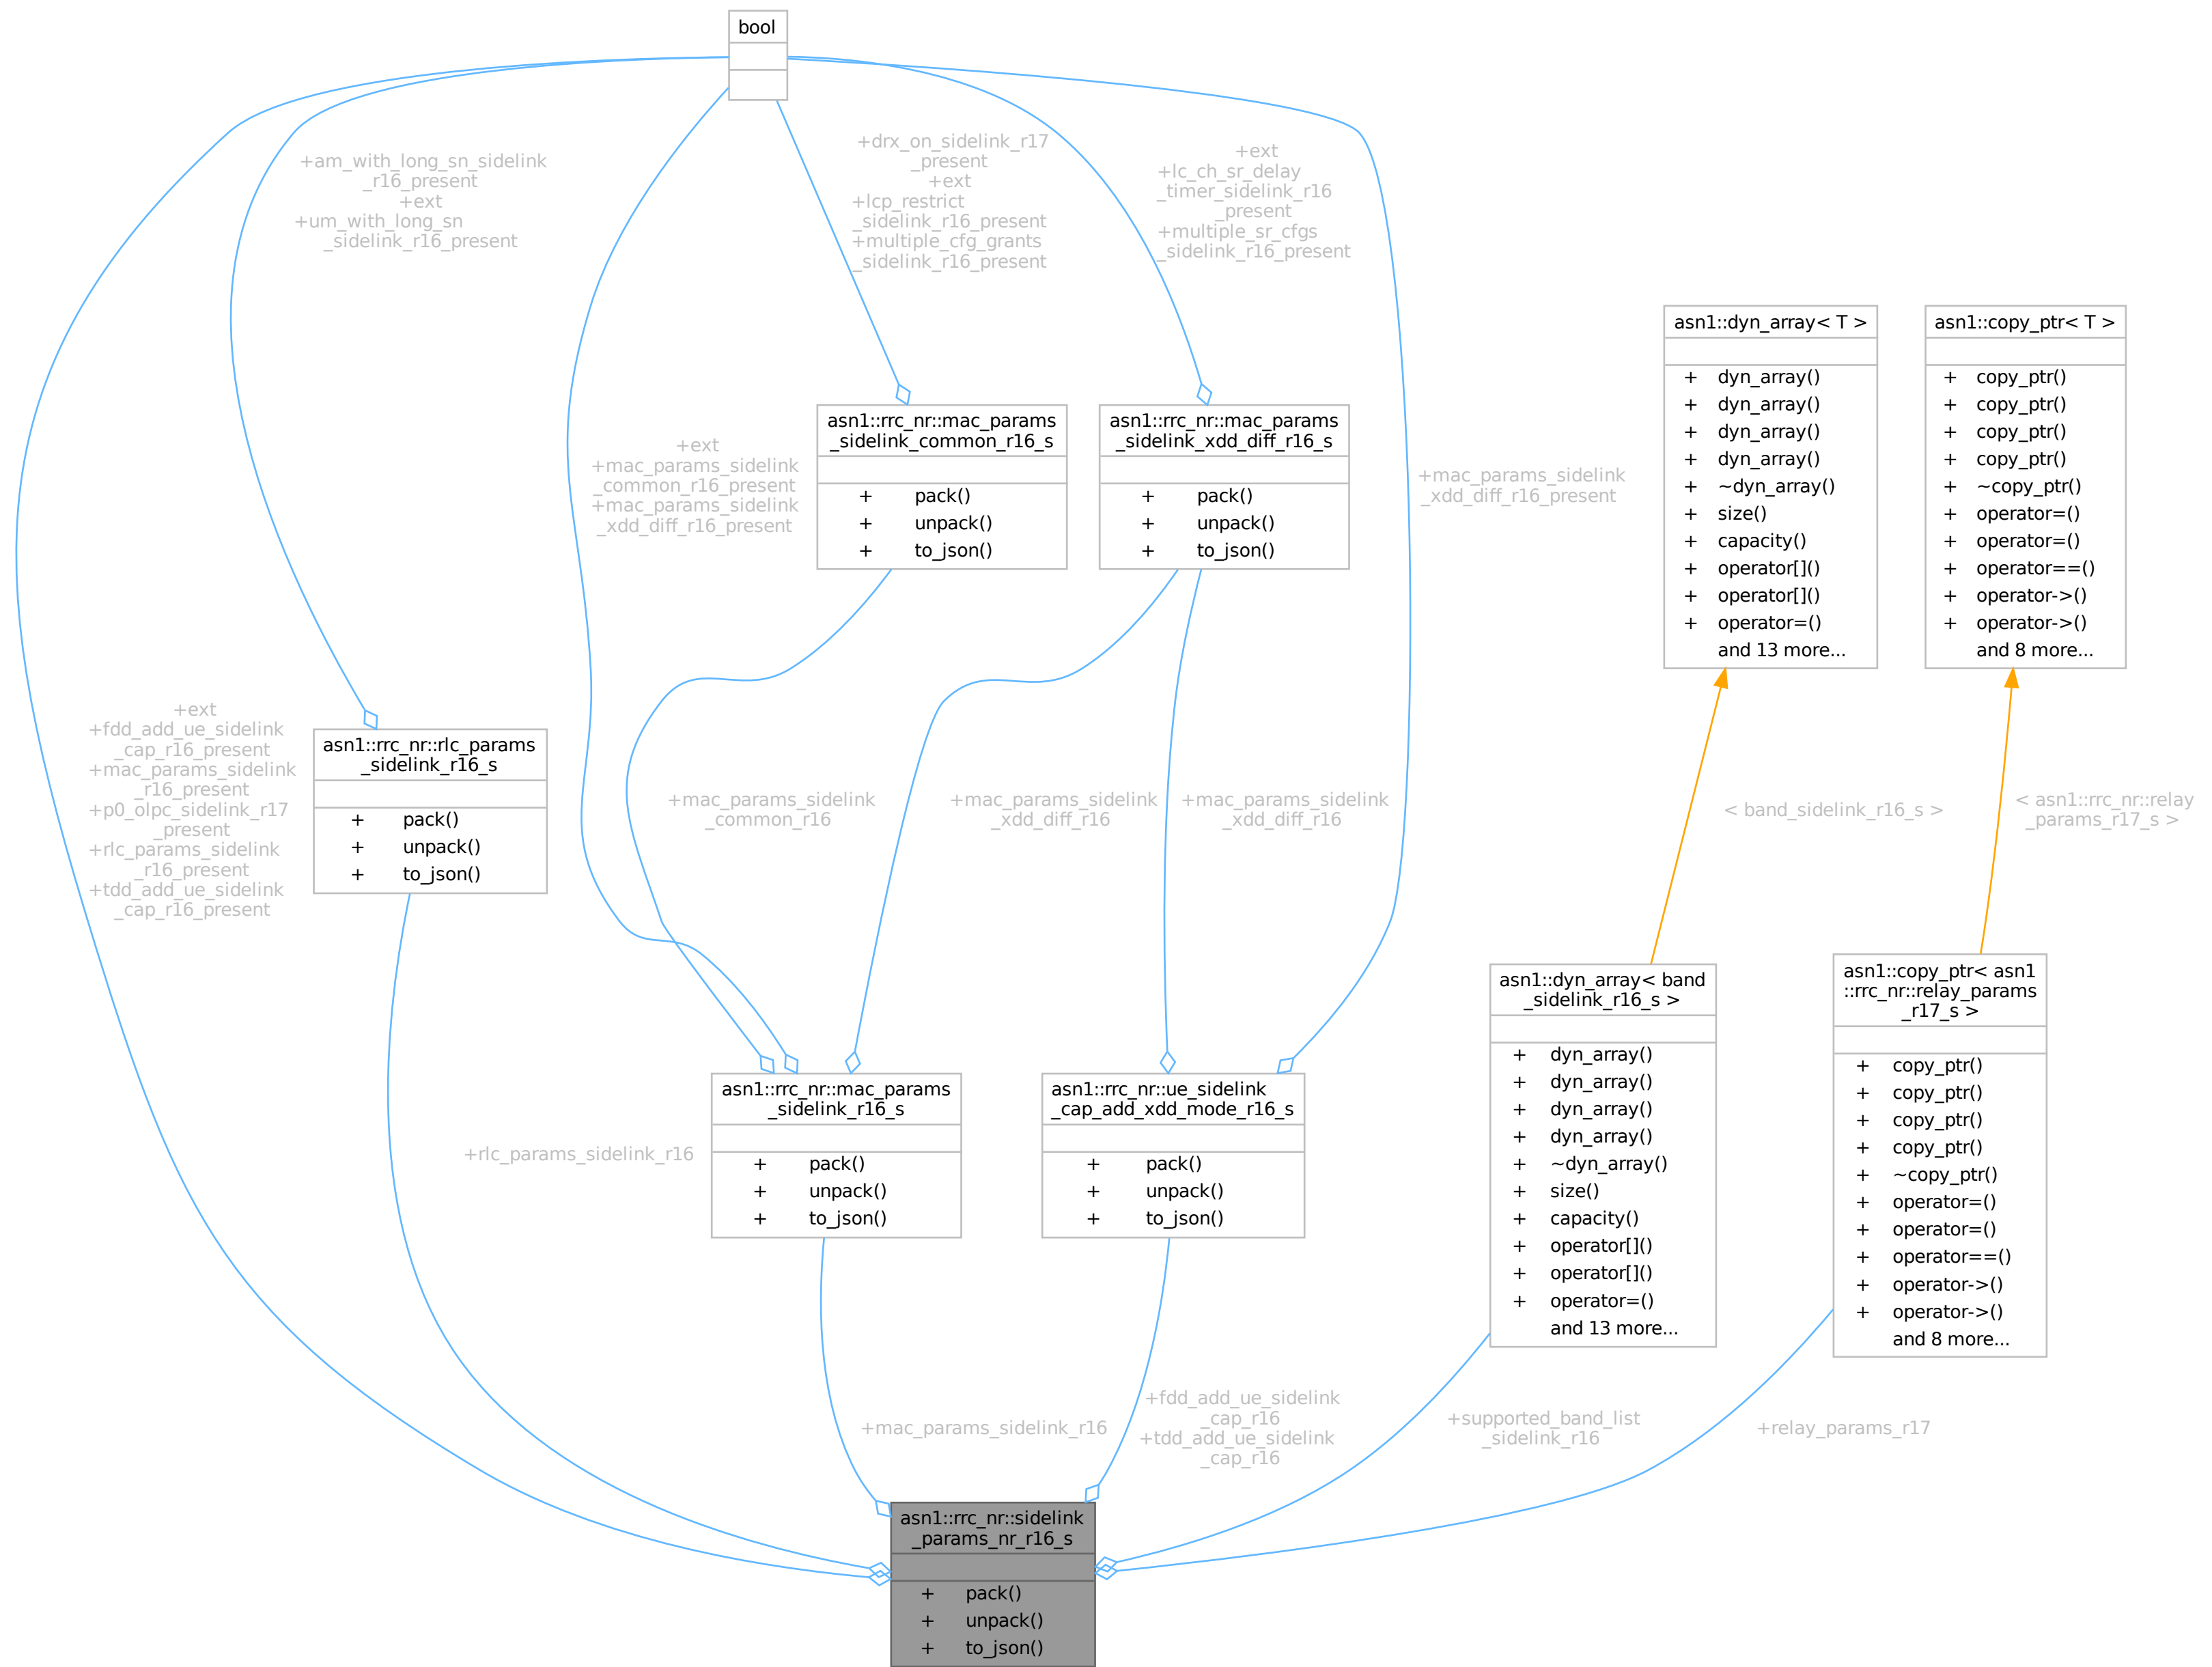 bool
+am_with_long_sn_sidelink
_r16_present
+ext
+um_with_long_sn
_sidelink_r16_present
+drx_on_sidelink_r17
_present
+ext
+lcp_restrict
_sidelink_r16_present
+multiple_cfg_grants
_sidelink_r16_present
+ext
+lc_ch_sr_delay
_timer_sidelink_r16
_present
+multiple_sr_cfgs
_sidelink_r16_present
asn1::dyn_array< T >
+ dyn_array()
+ dyn_array()
+ dyn_array()
+ dyn_array()
+ ~dyn_array()
+ size()
+ capacity()
+ operator[]()
+ operator[]()
+ operator=()
and 13 more...
asn1::copy_ptr< T >
+ copy_ptr()
+ copy_ptr()
+ copy_ptr()
+ copy_ptr()
+ ~copy_ptr()
+ operator=()
+ operator=()
+ operator==()
+ operator->()
+ operator->()
and 8 more...
+ext
+mac_params_sidelink
_common_r16_present
+mac_params_sidelink
_xdd_diff_r16_present
asn1::rrc_nr::mac_params
_sidelink_common_r16_s
+ pack()
+ unpack()
+ to_json()
asn1::rrc_nr::mac_params
_sidelink_xdd_diff_r16_s
+ pack()
+ unpack()
+ to_json()
+mac_params_sidelink
_xdd_diff_r16_present
+ext
+fdd_add_ue_sidelink
_cap_r16_present
+mac_params_sidelink
_r16_present
+p0_olpc_sidelink_r17
_present
+rlc_params_sidelink
_r16_present
+tdd_add_ue_sidelink
_cap_r16_present
asn1::rrc_nr::rlc_params
_sidelink_r16_s
+ pack()
+ unpack()
+ to_json()
+mac_params_sidelink
_common_r16
+mac_params_sidelink
_xdd_diff_r16
+mac_params_sidelink
_xdd_diff_r16
< band_sidelink_r16_s >
< asn1::rrc_nr::relay
_params_r17_s >
+rlc_params_sidelink_r16
asn1::rrc_nr::mac_params
_sidelink_r16_s
+ pack()
+ unpack()
+ to_json()
asn1::rrc_nr::ue_sidelink
_cap_add_xdd_mode_r16_s
+ pack()
+ unpack()
+ to_json()
asn1::dyn_array< band
_sidelink_r16_s >
+ dyn_array()
+ dyn_array()
+ dyn_array()
+ dyn_array()
+ ~dyn_array()
+ size()
+ capacity()
+ operator[]()
+ operator[]()
+ operator=()
and 13 more...
asn1::copy_ptr< asn1
::rrc_nr::relay_params
_r17_s >
+ copy_ptr()
+ copy_ptr()
+ copy_ptr()
+ copy_ptr()
+ ~copy_ptr()
+ operator=()
+ operator=()
+ operator==()
+ operator->()
+ operator->()
and 8 more...
+mac_params_sidelink_r16
+fdd_add_ue_sidelink
_cap_r16
+tdd_add_ue_sidelink
_cap_r16
+supported_band_list
_sidelink_r16
+relay_params_r17
asn1::rrc_nr::sidelink
_params_nr_r16_s
+ pack()
+ unpack()
+ to_json()